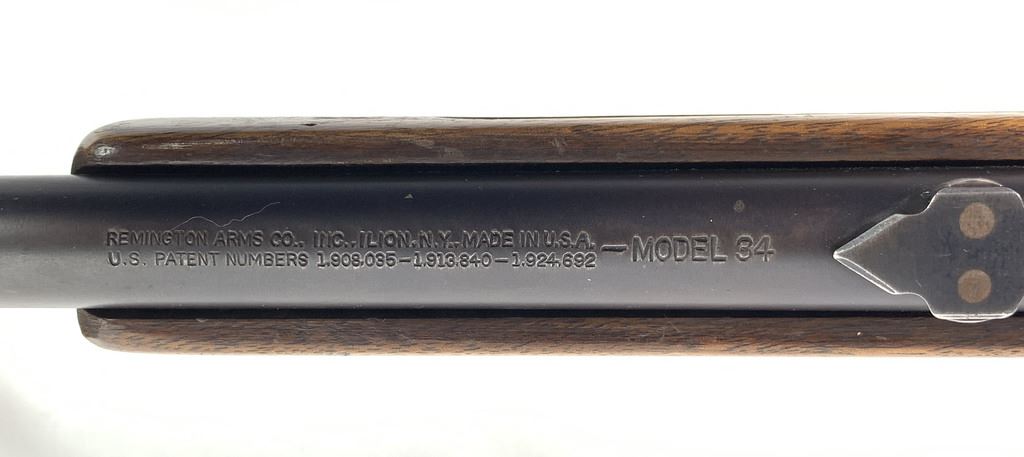 REMINGTON ARMS CO., INC., ILION, N.Y., MADE IN U.S.A.
U.S. PATENT NUMBERS 1,908,035-1,913,840-1,924,692
—MODEL 34